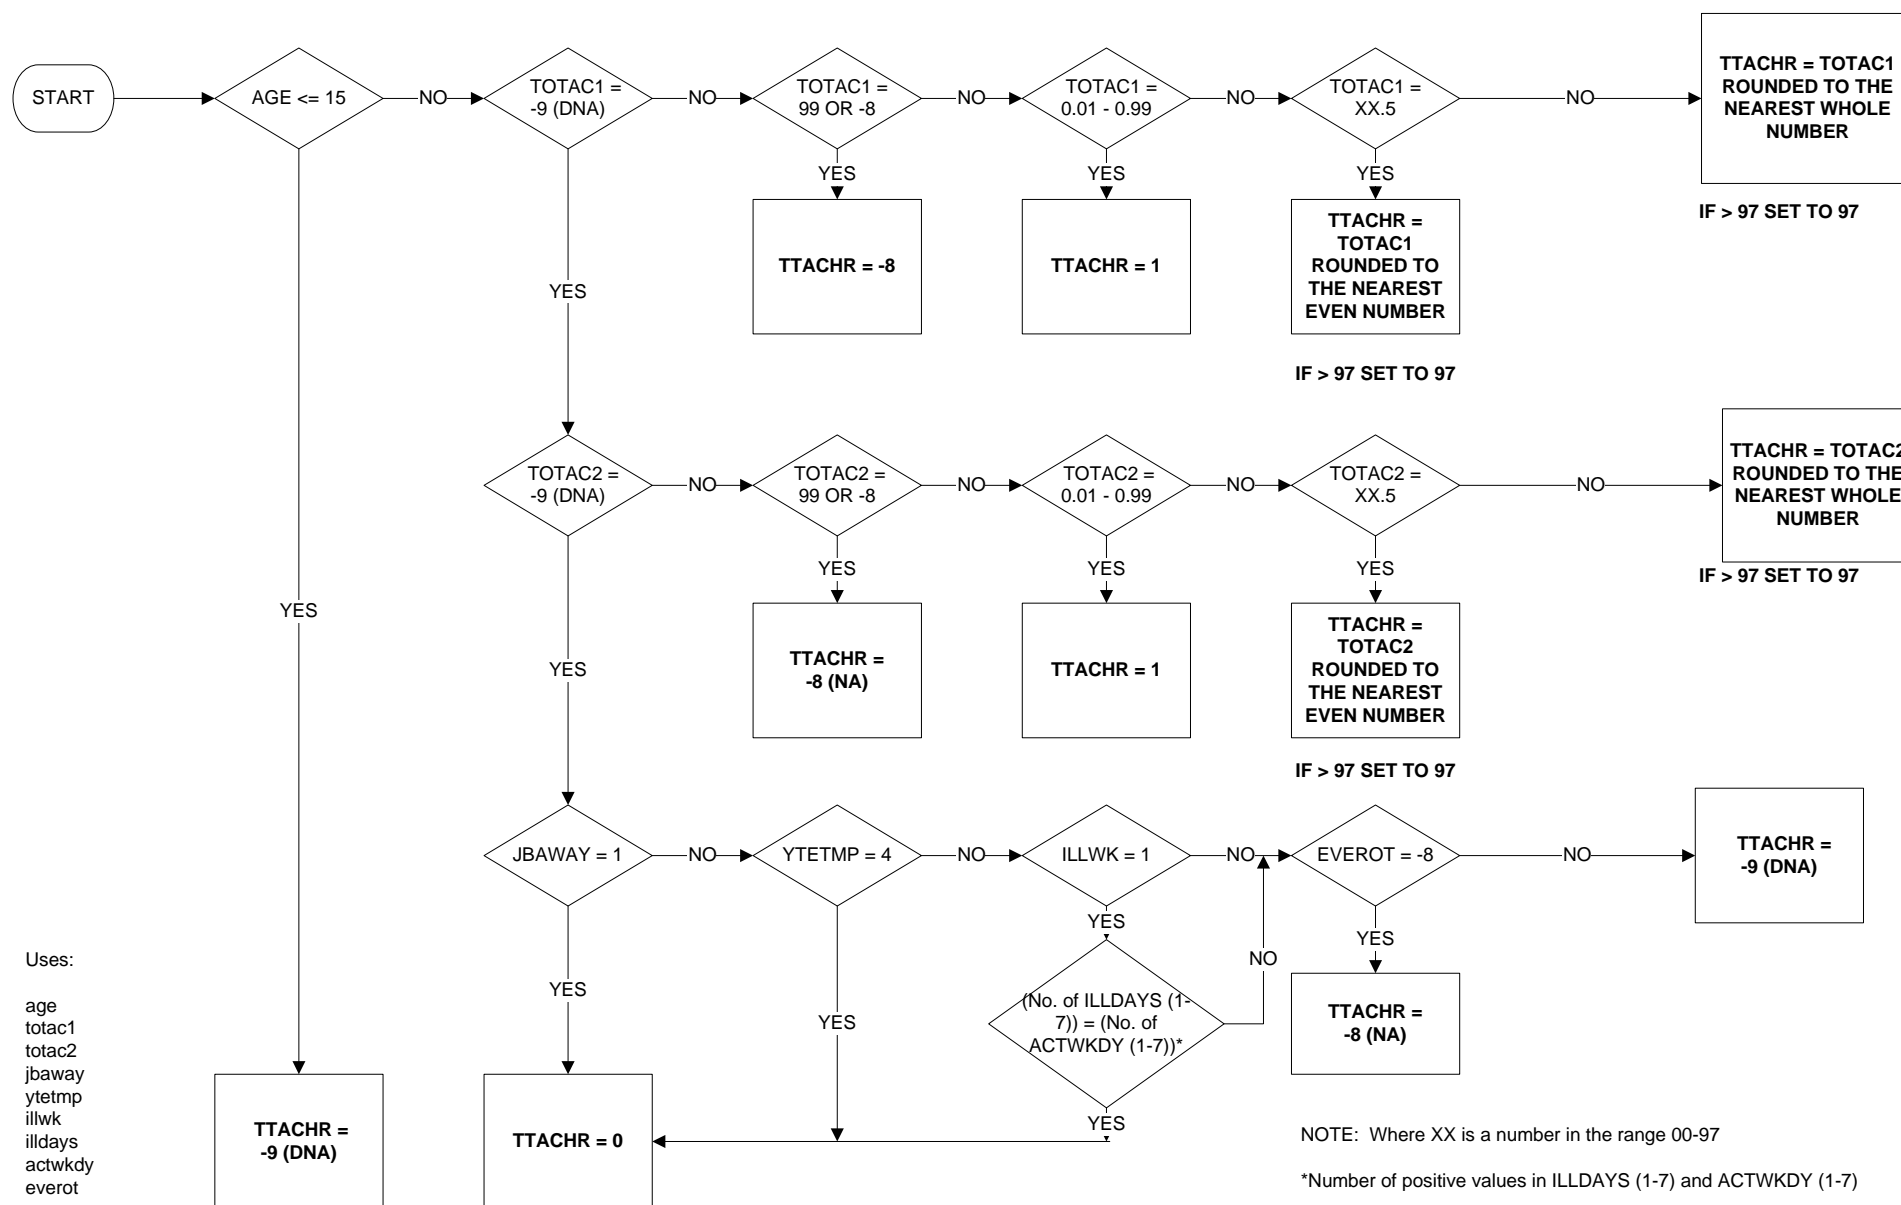 START
AGE <= 15
NO
TOTAC1 =
-9 (DNA)
NO
TOTAC1 =
99 OR -8
NO
TOTAC1 =
0.01 - 0.99
NO
TOTAC1 =
XX.5
NO
TTACHR = TOTAC1
ROUNDED TO THE
NEAREST WHOLE
NUMBER
IF > 97 SET TO 97
YES
YES
YES
TTACHR = -8
TTACHR = 1
TTACHR =
TOTAC1
ROUNDED TO
THE NEAREST
EVEN NUMBER
IF > 97 SET TO 97
YES
TOTAC2 =
-9 (DNA)
NO
TOTAC2 =
99 OR -8
NO
TOTAC2 =
0.01 - 0.99
NO
TOTAC2 =
XX.5
NO
TTACHR = TOTAC2
ROUNDED TO THE
NEAREST WHOLE
NUMBER
IF > 97 SET TO 97
YES
YES
YES
YES
TTACHR =
-8 (NA)
TTACHR = 1
TTACHR =
TOTAC2
ROUNDED TO
THE NEAREST
EVEN NUMBER
IF > 97 SET TO 97
YES
JBAWAY = 1
NO
YTETMP = 4
NO
ILLWK = 1
NO
EVEROT = -8
NO
TTACHR =
-9 (DNA)
YES
YES
YES
YES
(No. of ILLDAYS (1-
7)) = (No. of
ACTWKDY (1-7))*
NO
TTACHR =
-8 (NA)
YES
TTACHR =
-9 (DNA)
TTACHR = 0
Uses:
age
totac1
totac2
jbaway
ytetmp
illwk
illdays
actwkdy
everot
NOTE: Where XX is a number in the range 00-97
*Number of positive values in ILLDAYS (1-7) and ACTWKDY (1-7)